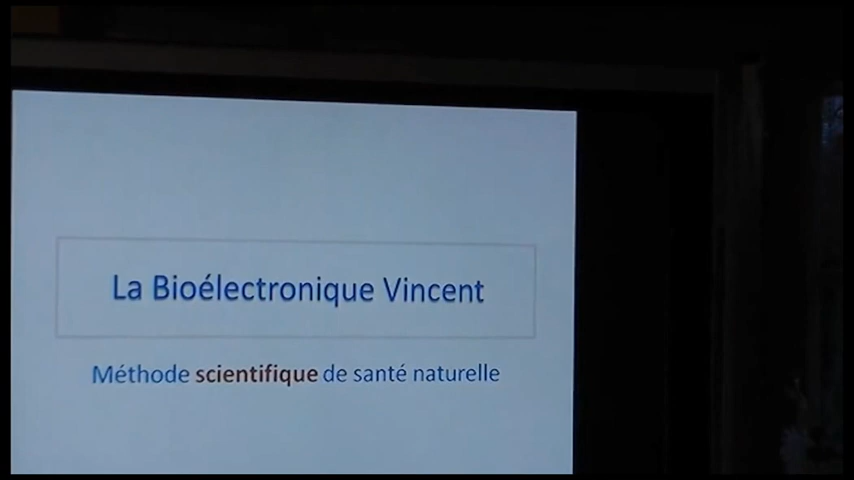 La Bioélectronique Vincent
Méthode scientifique de santé naturelle